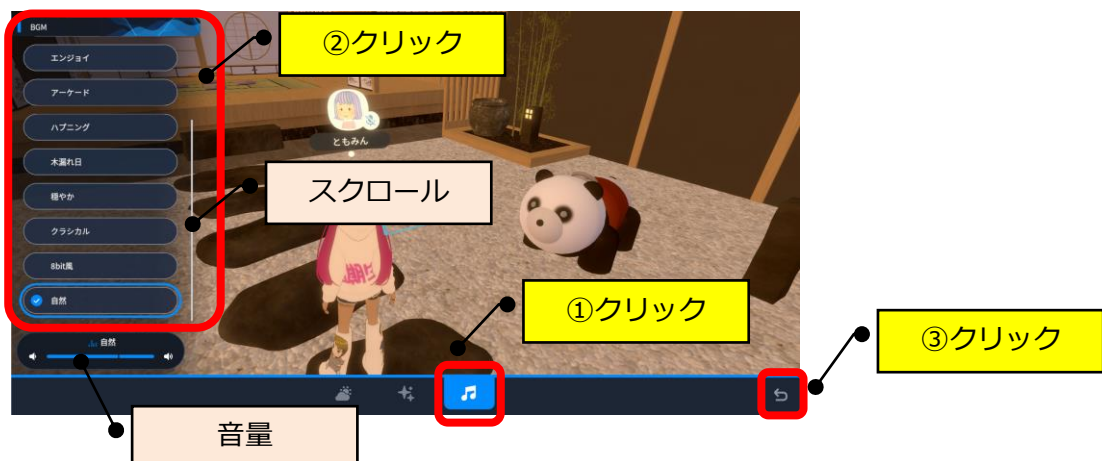 BGM
エンジョイ
アーケード
ハプニング
木漏れ日
穏やか
クラシカル
8bit風
自然
自然
②クリック
ともみん
スクロール
①クリック
③クリック
音量